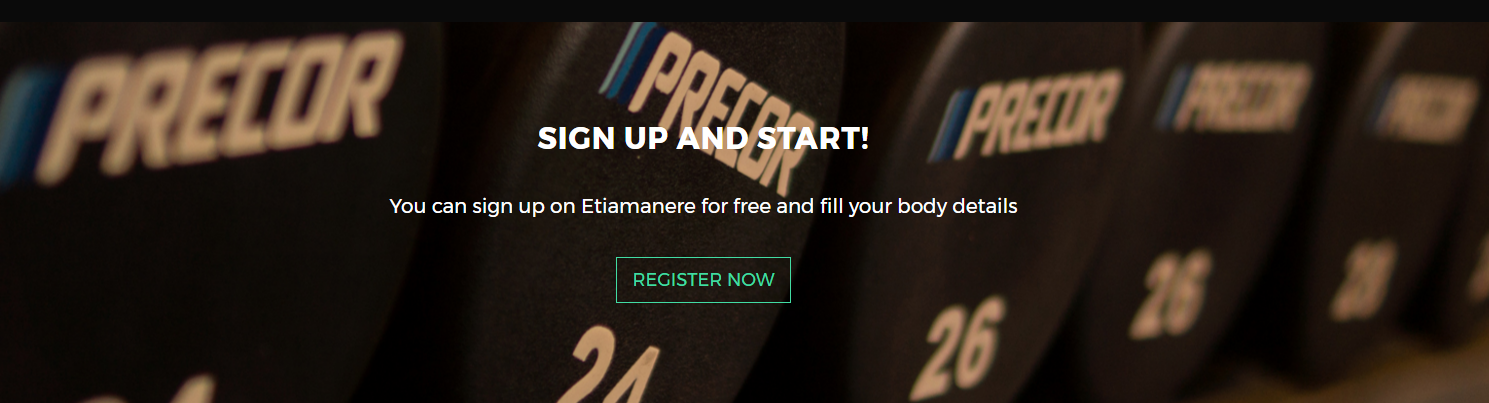 PRECOR
PRECOR
PRECOR
PRECOR
PRECOR
SIGN UP AND START!
You can sign up on Etiamanere for free and fill your body details
REGISTER NOW
24
26
26
28